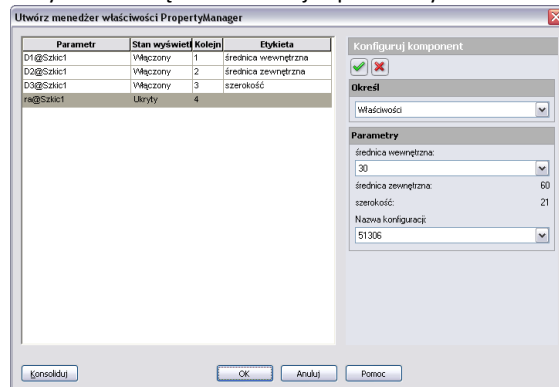 Utwórz menedżer właściwości PropertyManager
Parametr Stan wyświetl Kolejn Etykieta
D1@Szkic1 Włączony 1 średnica wewnętrzna
D2@Szkic1 Włączony 2 średnica zewnętrzna
D3@Szkic1 Włączony 3 szerokość
ra@Szkic1 Ukryty 4
Konfiguruj komponent
Określ
Właściwości
Parametry
średnica wewnętrzna:
30
średnica zewnętrzna: 60
szerokość: 21
Nazwa konfiguracji:
51306
Konsoliduj OK Anuluj Pomoc